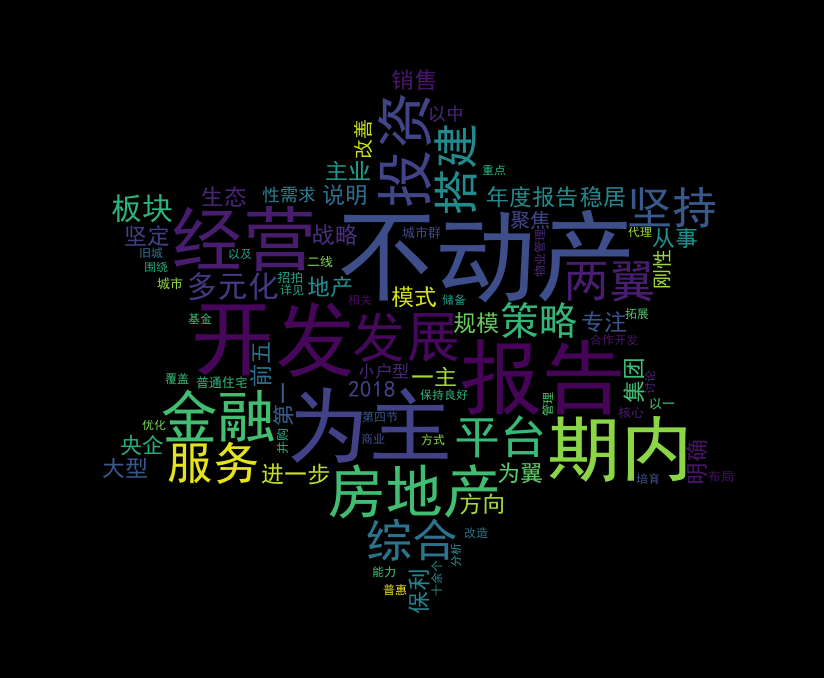 销售
投资
以中
改善
搭建
重点
主业
生态
性需求
说明
年度报告
稳居
坚持
板块
经营
不动产
聚焦
代理
从事
坚定
战略
城市群
物业管理
旧城
围绕
以及
二线
两翼
刚性
城市
多元化
招拍
详见
地产
模式
相关
储备
开发
发展
规模
策略
专注
拓展
基金
合作开发
前五
报告
小户型
一主
集团
讨论
覆盖
普通住宅
2018
保持良好
管理
以一
金融
第一
为主
第四节
核心
优化
商业
方式
平台
期内
央企
并购
服务
大型
进一步
为翼
明确
布局
培育
房地产
方向
综合
改造
分析
能力
保利
十余个
普惠